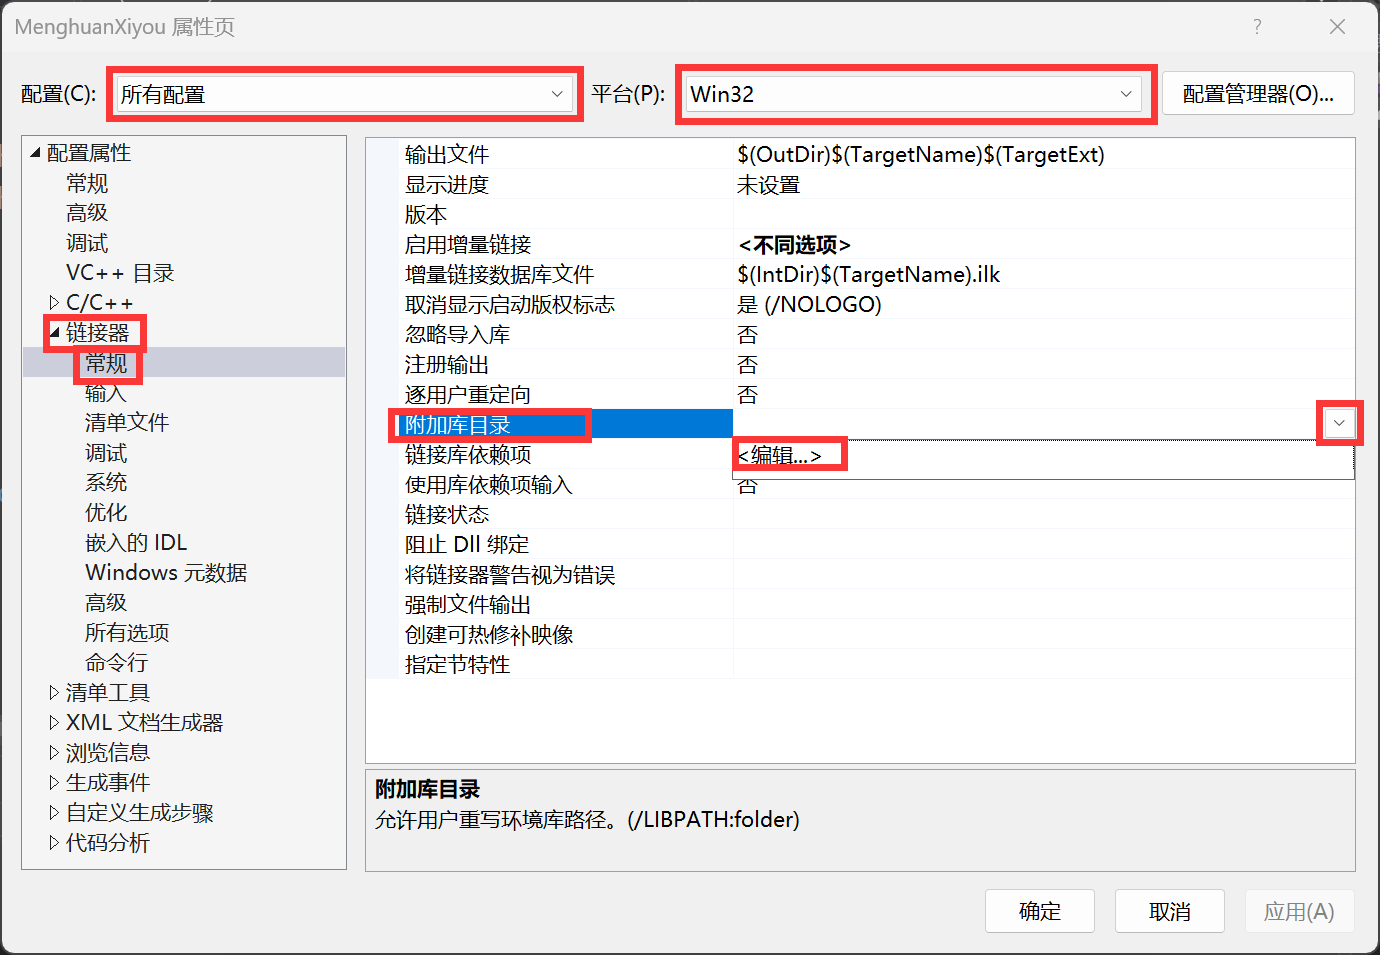 MenghuanXiyou 属性页
?
配置(C):
所有配置
平台(P):
Win32
配置管理器(O)...
配置属性
常规
高级
调试
VC++ 目录
C/C++
链接器
常规
输入
清单文件
调试
系统
优化
嵌入的 IDL
Windows 元数据
高级
所有选项
命令行
清单工具
XML 文档生成器
浏览信息
生成事件
自定义生成步骤
代码分析
输出文件 $(OutDir)$(TargetName)$(TargetExt)
显示进度 未设置
版本
启用增量链接 <不同选项>
增量链接数据库文件 $(IntDir)$(TargetName).ilk
取消显示启动版权标志 是 (/NOLOGO)
忽略导入库 否
注册输出 否
逐用户重定向 否
附加库目录
链接库依赖项 <编辑...>
使用库依赖项输入 否
链接状态
阻止 Dll 绑定
将链接器警告视为错误
强制文件输出
创建可热修补映像
指定节特性
附加库目录
允许用户重写环境库路径。(/LIBPATH:folder)
确定
取消
应用(A)